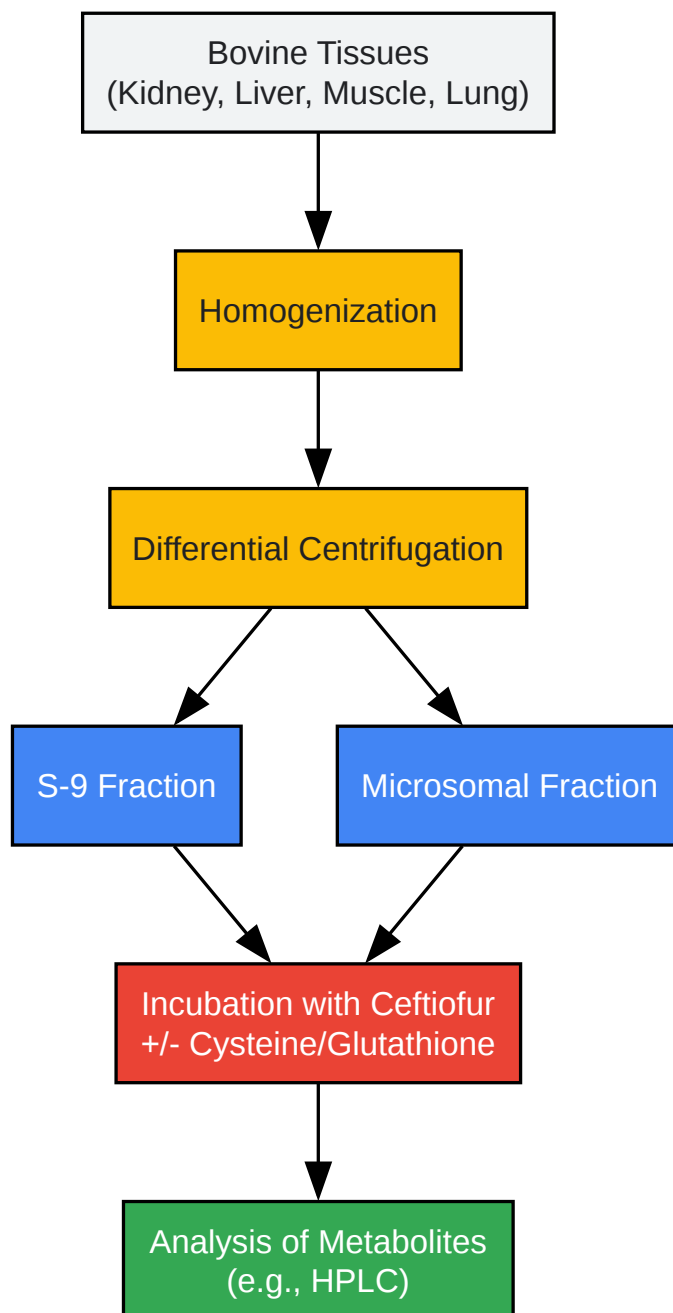 Bovine Tissues
(Kidney, Liver, Muscle, Lung)
Homogenization
Differential Centrifugation
S-9 Fraction
Microsomal Fraction
Incubation with Ceftiofur
+/- Cysteine/Glutathione
Analysis of Metabolites
(e.g., HPLC)